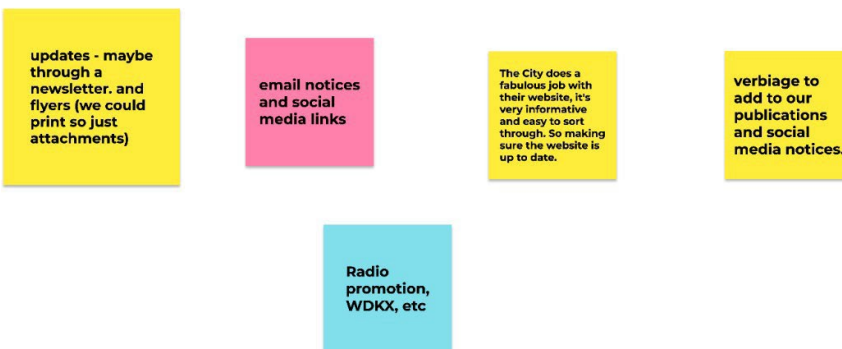 updates - maybe
through a
newsletter. and
flyers (we could
print so just
attachments)
email notices
and social
media links
The City does a
fabulous job with
their website, it's
very informative
and easy to sort
through. So making
sure the website is
up to date.
verbiage to
add to our
publications
and social
media notices.
Radio
promotion,
WDKX, etc